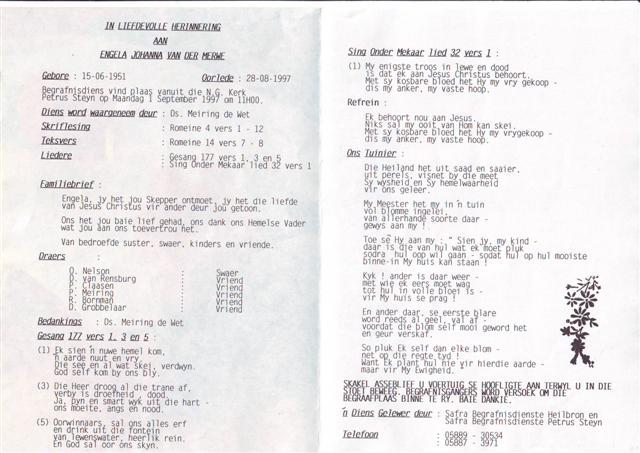 IN LIEFDEVOLLE HERINNERING
AAN
ENGELA JOHANNA VAN DER MERWE
Gebore : 15-06-1951 Oorlede : 28-08-1997
Begrafnisdiens vind plaas vanuit die N.G. Kerk
Petrus Steyn op Maandag 1 September 1997 om 11H00.
Diens word waargeneem deur : Ds. Meiring de Wet
Skriflesing : Romeine 4 vers 1 - 12
Teksvers : Romeine 14 vers 7 - 8
Liedere : Gesang 177 vers 1, 3 en 5
: Sing Onder Mekaar lied 32 vers 1
Familiebrief :
Engela, jy het jou Skepper ontmoet, jy het die liefde
van Jesus Christus vir ander deur jou getoon.
Ons het jou baie lief gehad, ons dank ons Hemelse Vader
wat jou aan ons toevertrou het.
Van bedroefde suster, swaer, kinders en vriende.
Draers :
O. Nelson : Swaer
D. van Rensburg : Vriend
P. Claasen : Vriend
P. Meiring : Vriend
R. Bornman : Vriend
D. Grobbelaar : Vriend
Bedankings : Ds. Meiring de Wet
Gesang 177 vers 1, 3 en 5 :
(1) Ek sien 'n nuwe hemel kom,
'n aarde nuut en vry.
Die see en al wat skei, verdwyn.
God self kom by ons bly.
(3) Die Heer droog al die trane af,
verby is droefheid, dood.
Ja, pyn en smart wyk uit die hart -
ons moeite, angs en nood.
(5) Oorwinnaars, sal ons alles erf
en drink uit die fontein
van lewenswater, heerlik rein.
En God sal oor ons skyn.
Sing Onder Mekaar lied 32 vers 1 :
(1) My enigste troos in lewe en dood
is dat ek aan Jesus Christus behoort.
Met sy kosbare bloed het Hy my vry gekoop -
dis my anker, my vaste hoop.
Refrein :
Ek behoort nou aan Jesus.
Niks sal my ooit van Hom kan skei.
Met sy kosbare bloed het Hy my vrygekoop -
dis my anker, my vaste hoop.
Ons Tuinier :
Die Heiland het uit saad en saaier,
uit perels, visnet by die meet
Sy wysheid en Sy hemelwaarheid
vir ons geleer.
My Meester het my in 'n tuin
vol blomme ingelei,
van allerhande soorte daar -
gewys aan my !
Toe sê Hy aan my : " Sien jy, my kind -
daar is dje van hul wat ek moet pluk
sodra hul oop wil gaan - sodat hul op hul mooiste
binne-in My huis kan staan !
Kyk ! ander is daar weer -
met wie ek eers moet wag
tot hul in volle bloei is -
vir My huis se prag !
En ander daar, se eerste blare
word reeds al geel, val af -
voordat die blom self mooi geword het
en geur verskaf.
So pluk Ek self dan elke blom -
net op die regte tyd !
Want Ek plant hul nie vir hierdie aarde -
maar vir My Ewigheid.
SKAKEL ASSEBLIEF U VOERTUIG SE HOOFLIGTE AAN TERWYL U IN DIE
STOET BEWEEG. BEGRAFNISGANGERS WORD VERSOEK OM DIE
BEGRAAFPLAAS BINNE TE RY. BAIE DANKIE.
'n Diens Gelewer deur : Safra Begrafnisdienste Heilbron en
: Safra Begrafnisdienste Petrus Steyn
Telefoon : 05889 - 30534
: 05887 - 3971